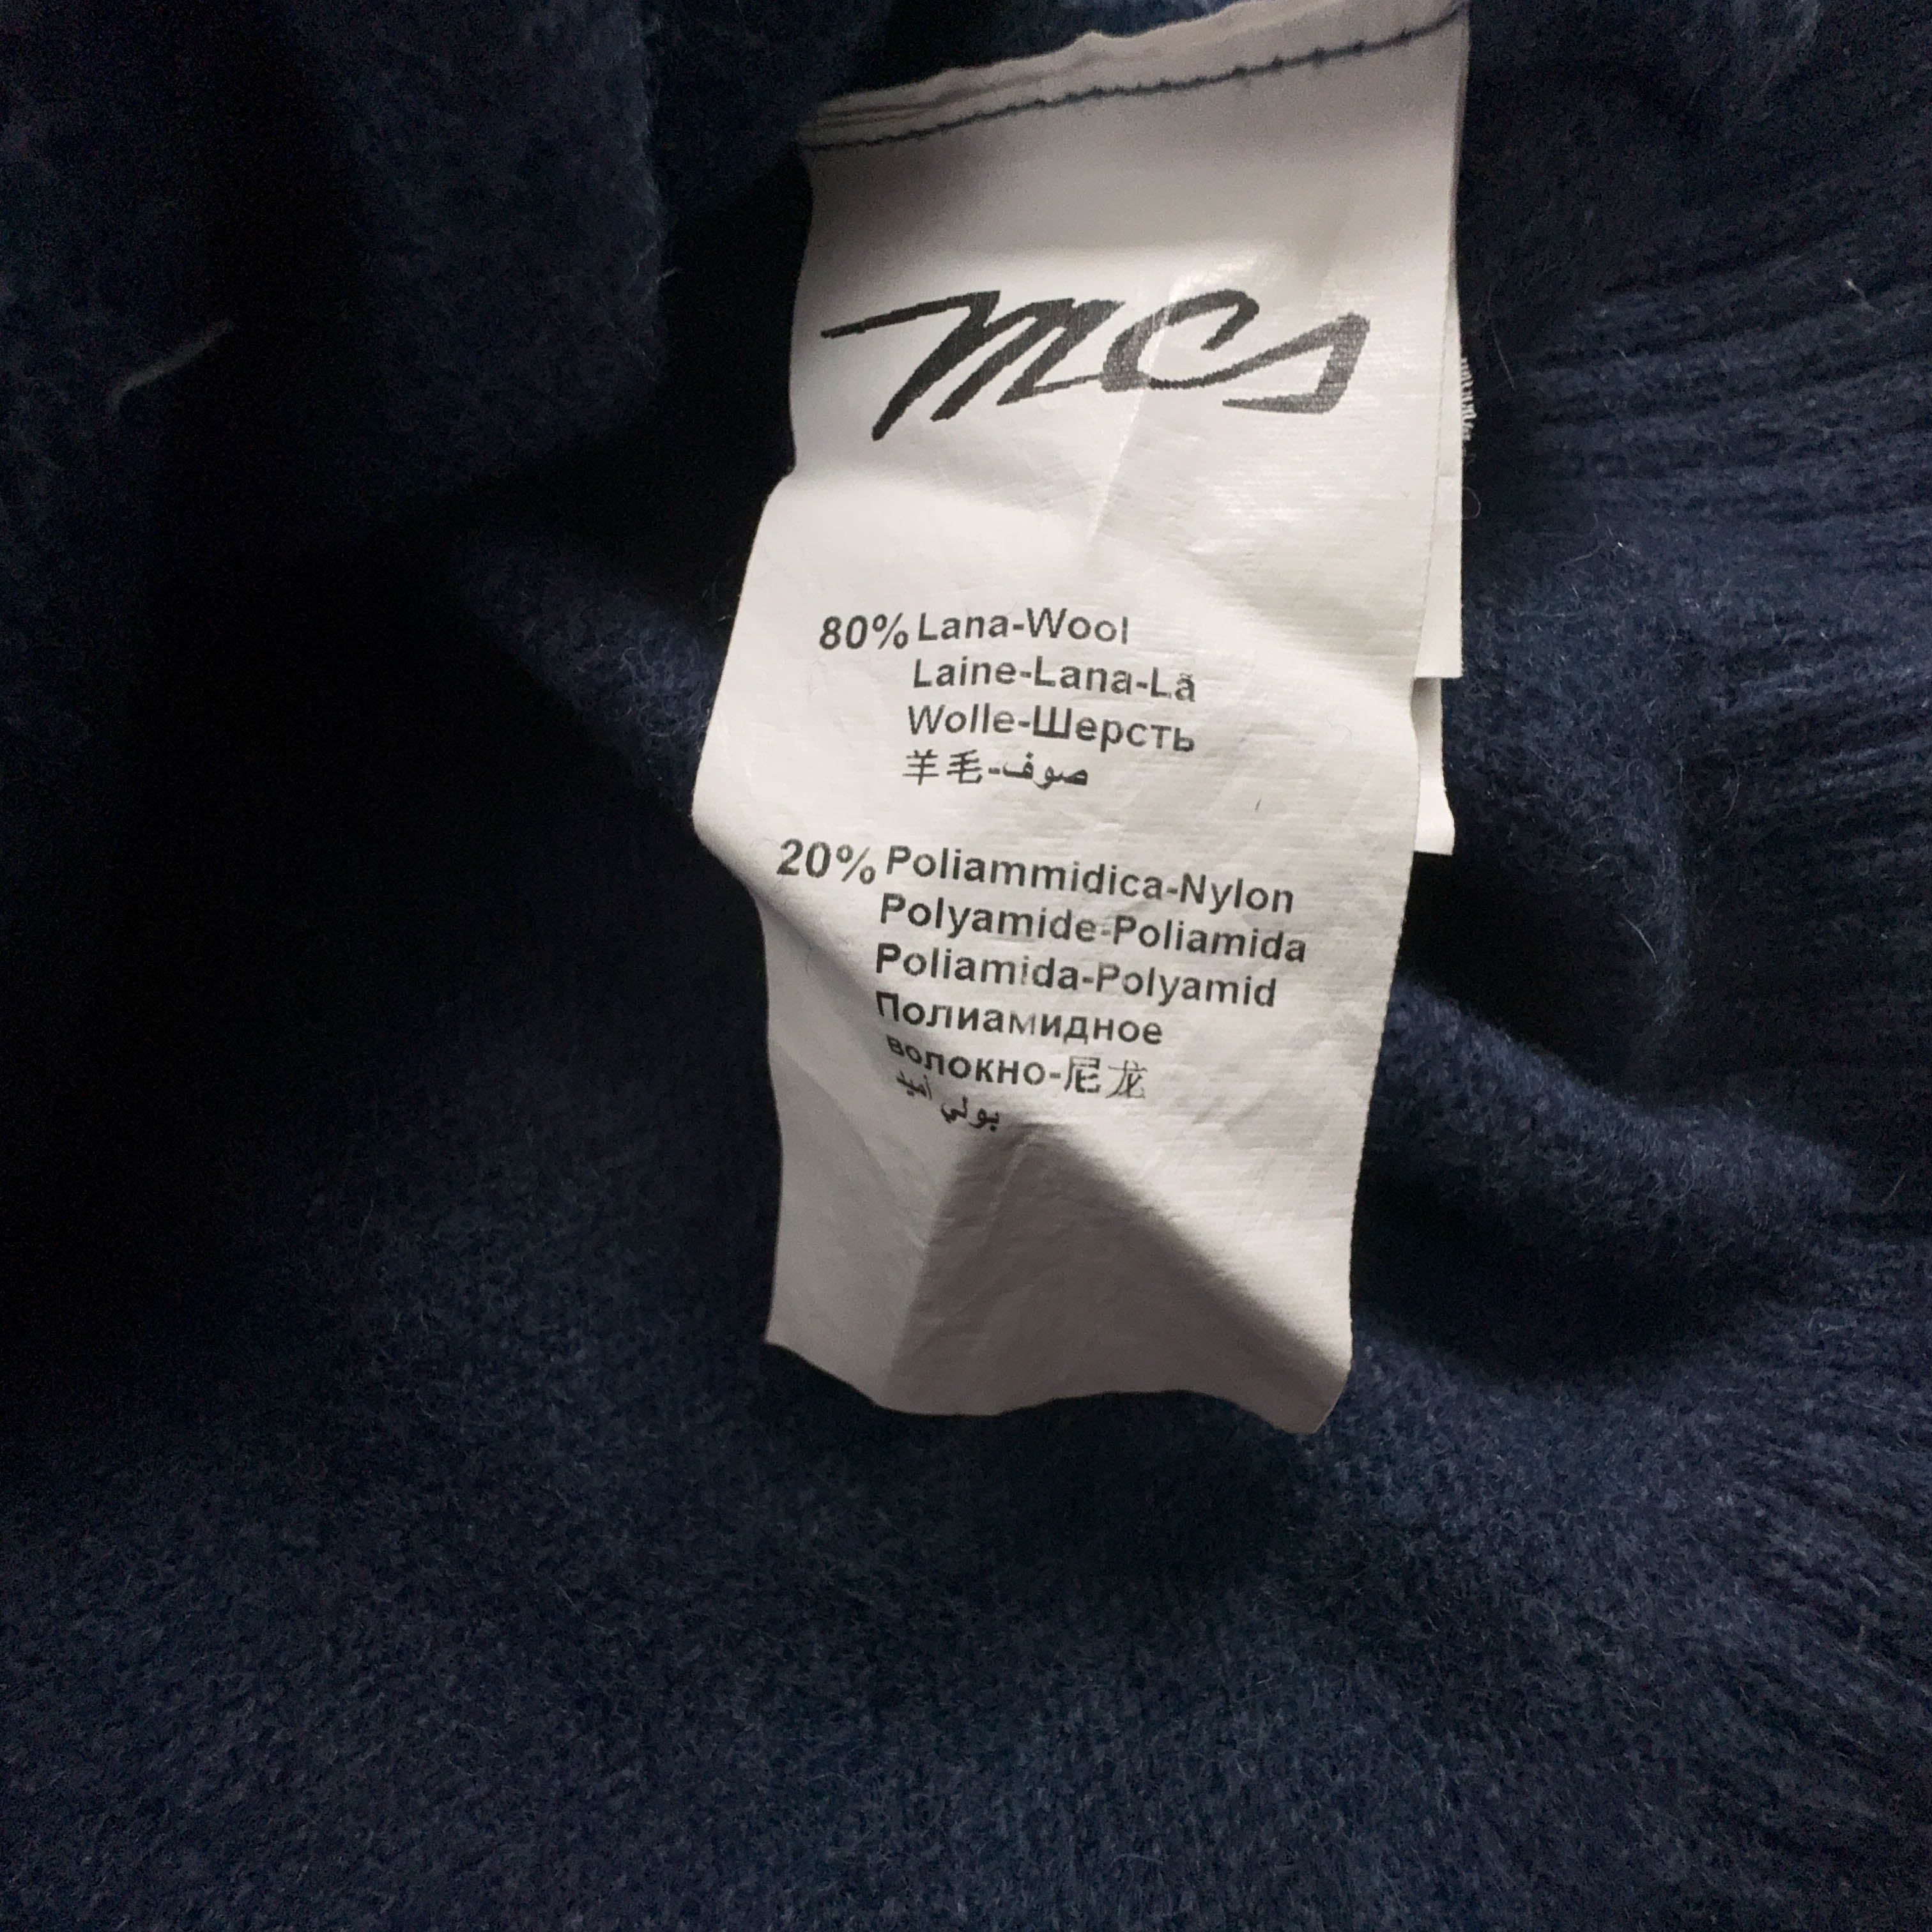 mcs
80% Lana-Wool
Laine-Lana-Lã
Wolle-Шерсть
羊毛-صوف
20% Poliammidica-Nylon
Polyamide-Poliamida
Poliamida-Polyamid
Полиамидное
волокно-尼龙
بولي أميد